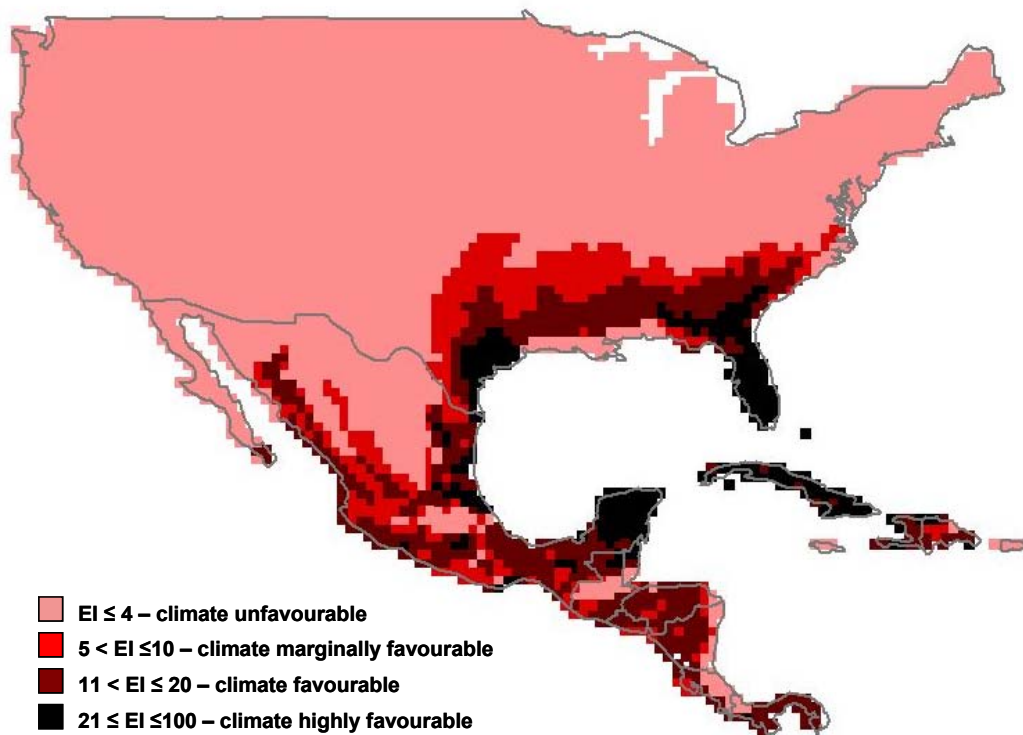 EI ≤ 4 – climate unfavourable
5 < EI ≤10 – climate marginally favourable
11 < EI ≤ 20 – climate favourable
21 ≤ EI ≤100 – climate highly favourable